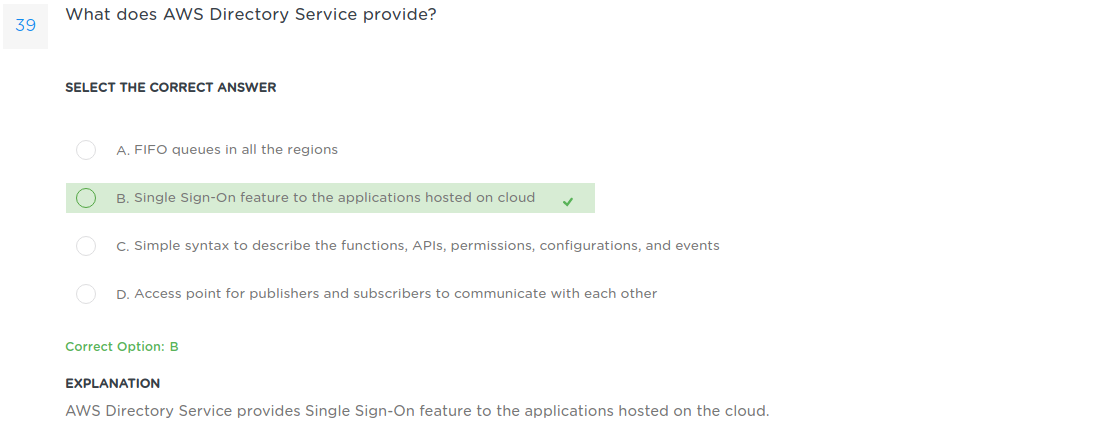 39
What does AWS Directory Service provide?
SELECT THE CORRECT ANSWER
A. FIFO queues in all the regions
B. Single Sign-On feature to the applications hosted on cloud
C. Simple syntax to describe the functions, APIs, permissions, configurations, and events
D. Access point for publishers and subscribers to communicate with each other
Correct Option: B
EXPLANATION
AWS Directory Service provides Single Sign-On feature to the applications hosted on the cloud.